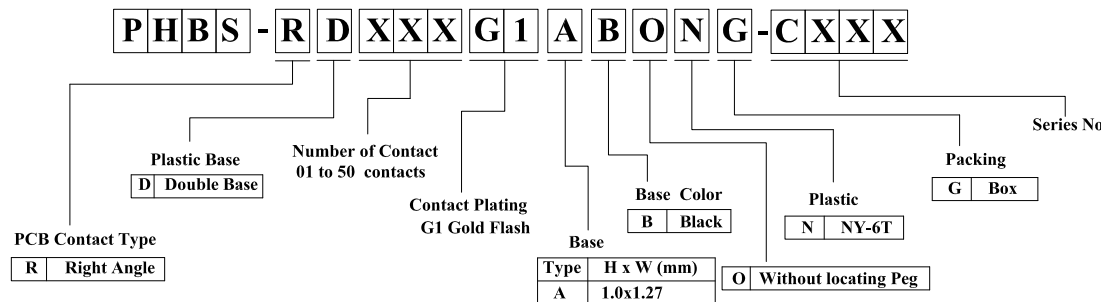 PHBS-RDXXXG1ABONG-CXXX
Series No
Plastic Base
D Double Base
Number of Contact
01 to 50 contacts
Packing
G Box
Contact Plating
G1 Gold Flash
Base Color
B Black
Plastic
N NY-6T
PCB Contact Type
R Right Angle
Base
Type H x W (mm)
A 1.0x1.27
O Without locating Peg